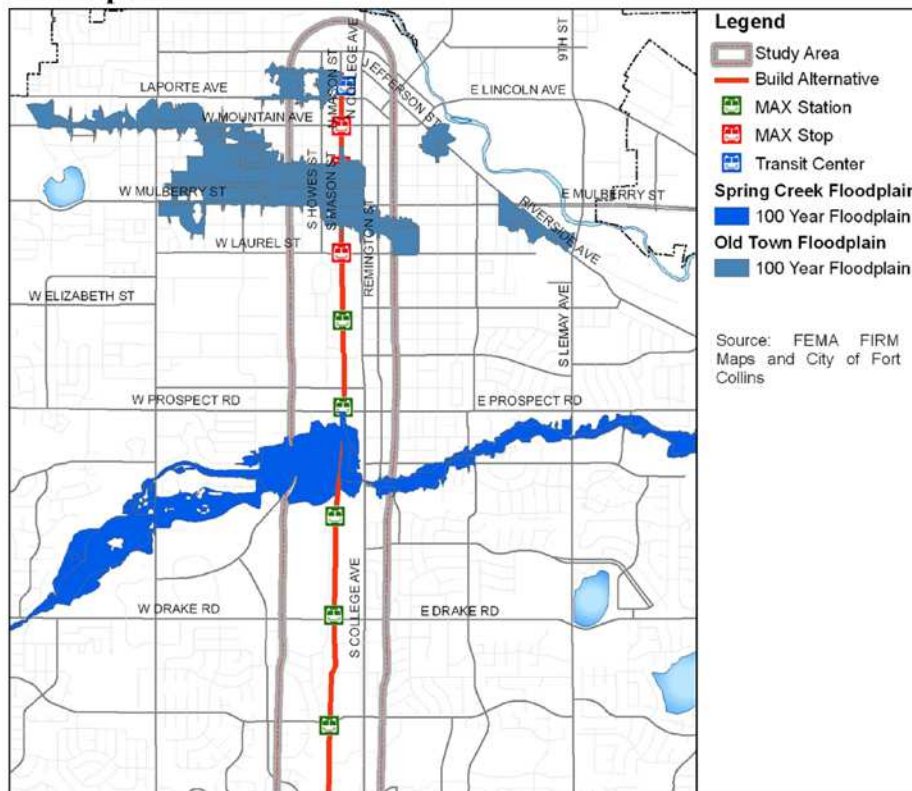 LAPORTE AVE
N COLLEGE AVE
JEFFERSON ST
9TH ST
E LINCOLN AVE
W MOUNTAIN AVE
S HOWES ST
S MASON ST
W MULBERRY ST
E MULBERRY ST
REMINGTON ST
RIVERSIDE AVE
W LAUREL ST
W ELIZABETH ST
S LEMAY AVE
W PROSPECT RD
E PROSPECT RD
S COLLEGE AVE
W DRAKE RD
E DRAKE RD
Legend
Study Area
Build Alternative
MAX Station
MAX Stop
Transit Center
Spring Creek Floodplain
100 Year Floodplain
Old Town Floodplain
100 Year Floodplain
Source: FEMA FIRM
Maps and City of Fort
Collins